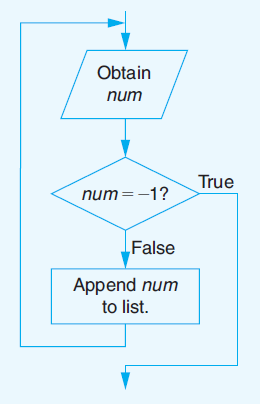 Obtain
num
num = –1?
True
False
Append num
to list.